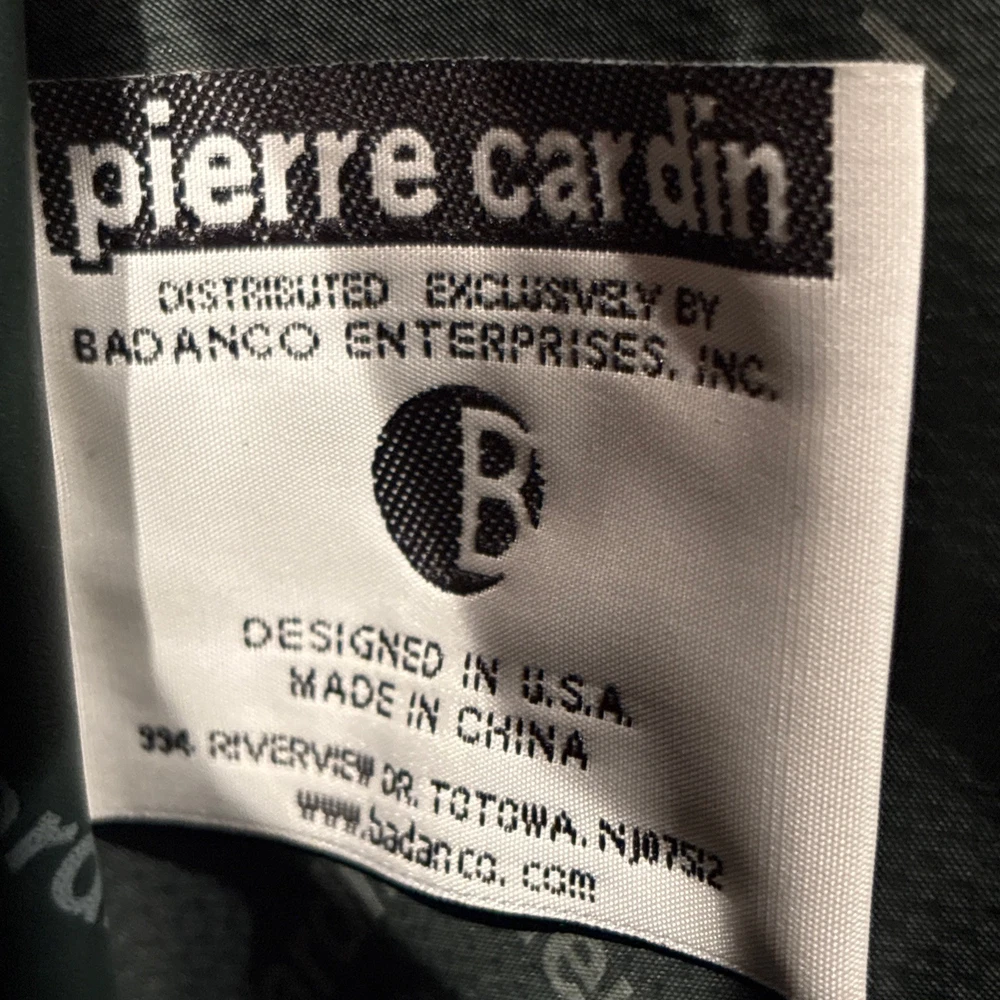 pierre cardin
DISTRIBUTED EXCLUSIVELY BY
BADANCO ENTERPRISES, INC.
B
DESIGNED IN U.S.A.
MADE IN CHINA
994 RIVERVIEW DR. TOTOWA, NJ07512
www.badanco.com